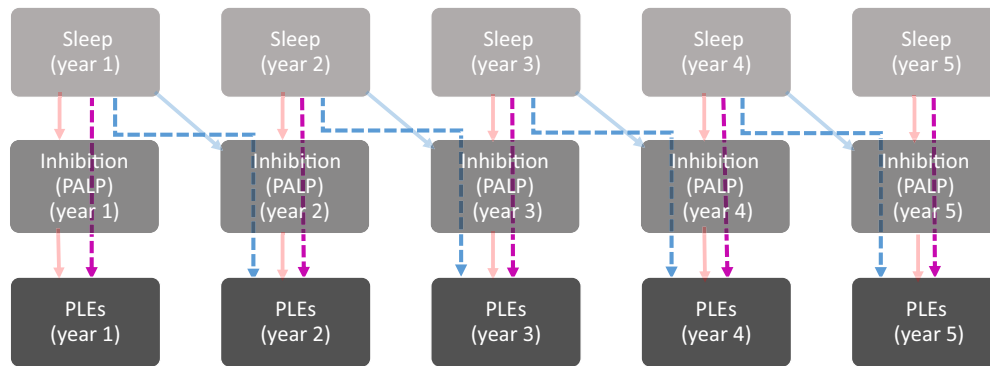 Sleep
(year 1)
Sleep
(year 2)
Sleep
(year 3)
Sleep
(year 4)
Sleep
(year 5)
Inhibition
(PALP)
(year 1)
Inhibition
(PALP)
(year 2)
Inhibition
(PALP)
(year 3)
Inhibition
(PALP)
(year 4)
Inhibition
(PALP)
(year 5)
PLEs
(year 1)
PLEs
(year 2)
PLEs
(year 3)
PLEs
(year 4)
PLEs
(year 5)